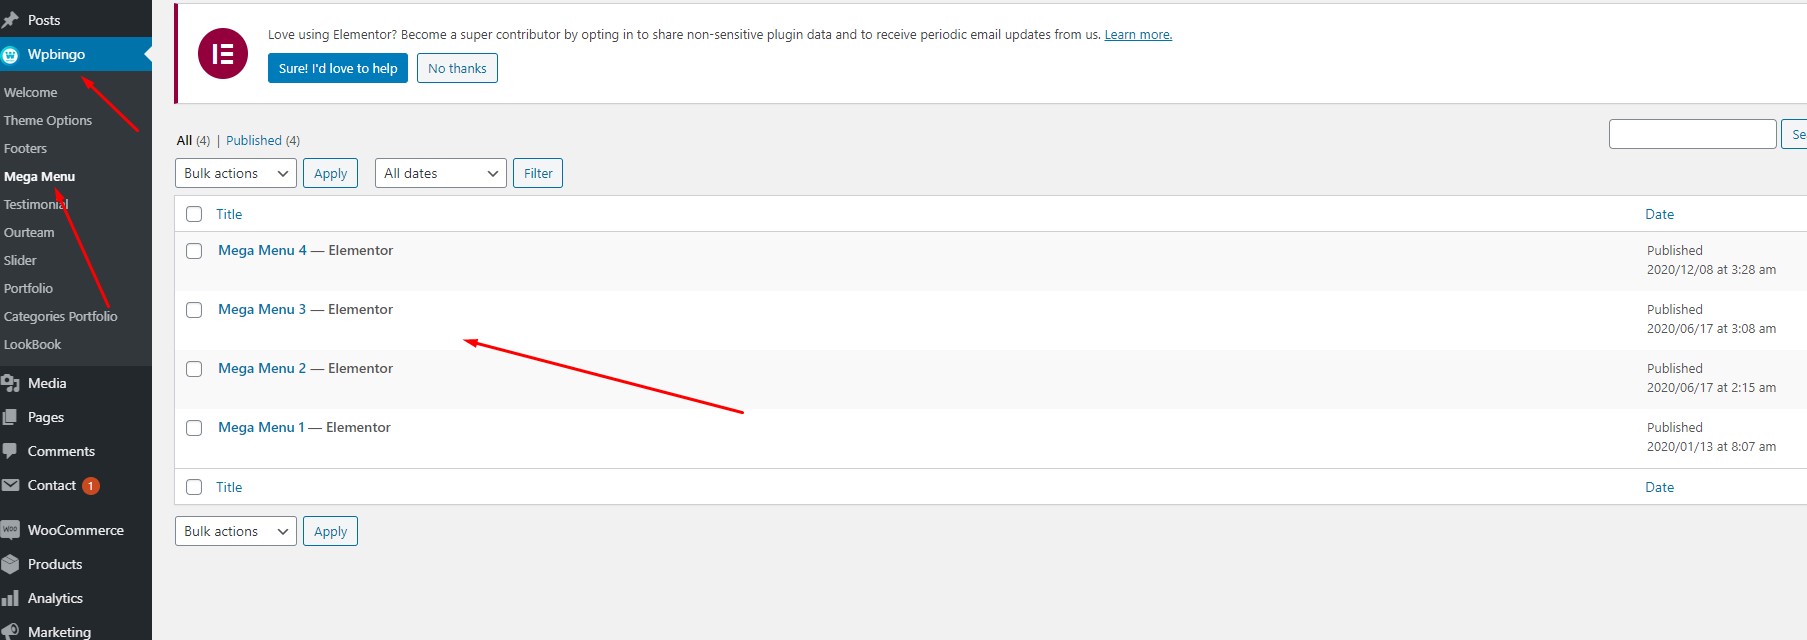 Posts
Wpbingo
Welcome
Theme Options
Footers
Mega Menu
Testimonial
Ourteam
Slider
Portfolio
Categories Portfolio
LookBook
Media
Pages
Comments
Contact 1
WooCommerce
Products
Analytics
Marketing
Love using Elementor? Become a super contributor by opting in to share non-sensitive plugin data and to receive periodic email updates from us. Learn more.
Sure! I'd love to help No thanks
All (4) | Published (4)
Se
Bulk actions Apply All dates Filter
Title Date
Mega Menu 4 — Elementor Published
2020/12/08 at 3:28 am
Mega Menu 3 — Elementor Published
2020/06/17 at 3:08 am
Mega Menu 2 — Elementor Published
2020/06/17 at 2:15 am
Mega Menu 1 — Elementor Published
2020/01/13 at 8:07 am
Title Date
Bulk actions Apply